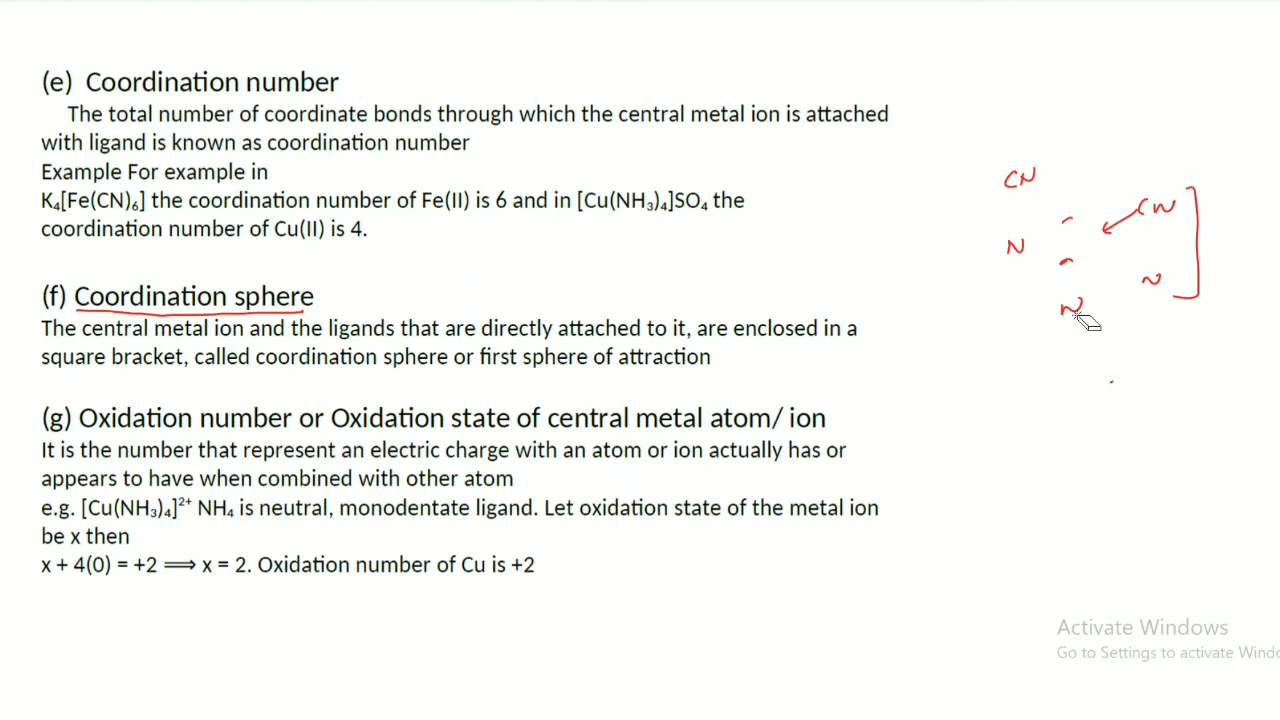 (e) Coordination number
The total number of coordinate bonds through which the central metal ion is attached
with ligand is known as coordination number
Example For example in
K₄[Fe(CN)₆] the coordination number of Fe(II) is 6 and in [Cu(NH₃)₄]SO₄ the
coordination number of Cu(II) is 4.
(f) Coordination sphere
The central metal ion and the ligands that are directly attached to it, are enclosed in a
square bracket, called coordination sphere or first sphere of attraction
(g) Oxidation number or Oxidation state of central metal atom/ ion
It is the number that represent an electric charge with an atom or ion actually has or
appears to have when combined with other atom
e.g. [Cu(NH₃)₄]²⁺ NH₄ is neutral, monodentate ligand. Let oxidation state of the metal ion
be x then
x + 4(0) = +2 ⟹ x = 2. Oxidation number of Cu is +2
CN
CN
N
N
N
Activate Windows
Go to Settings to activate